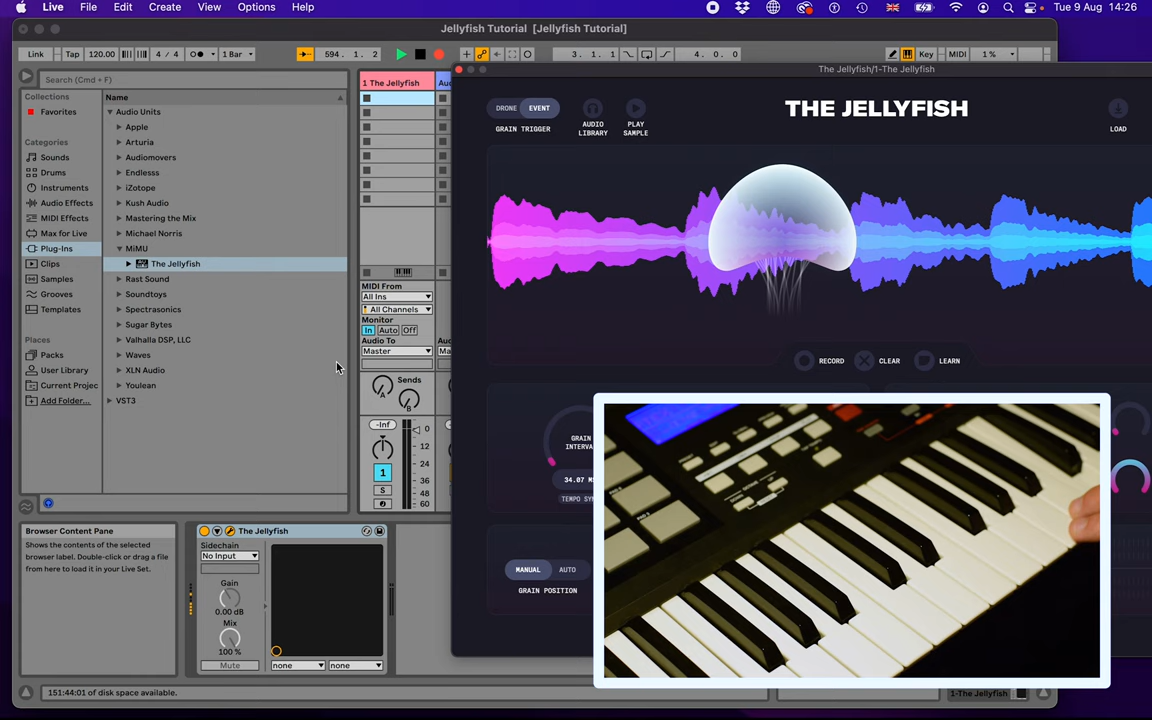 Live File Edit Create View Options Help Tue 9 Aug 14:26
Jellyfish Tutorial [Jellyfish Tutorial]
Link Tap 120.00 4 / 4 1 Bar 594. 1. 2 3. 1. 1 4. 0. 0 Key MIDI 1 %
Search (Cmd + F)
Collections
Favorites
Categories
Sounds
Drums
Instruments
Audio Effects
MIDI Effects
Max for Live
Plug-Ins
Clips
Samples
Grooves
Templates
Places
Packs
User Library
Current Projec
Add Folder...
Name
Audio Units
Apple
Arturia
Audiomovers
Endlesss
iZotope
Kush Audio
Mastering the Mix
Michael Norris
MiMU
The Jellyfish
Rast Sound
Soundtoys
Spectrasonics
Sugar Bytes
Valhalla DSP, LLC
Waves
XLN Audio
Youlean
VST3
1 The Jellyfish
MIDI From
All Ins
All Channels
Monitor
In Auto Off
Audio To
Master
Sends
A
B
-Inf
0
12
24
36
48
60
1
S
The Jellyfish/1-The Jellyfish
DRONE EVENT
GRAIN TRIGGER
AUDIO
LIBRARY
PLAY
SAMPLE
THE JELLYFISH
LOAD
RECORD CLEAR LEARN
GRAIN
34.07
MANUAL AUTO
GRAIN POSITION
Browser Content Pane
Shows the contents of the selected
browser label. Double-click or drag a file
from here to load it in your Live Set.
The Jellyfish
Sidechain
No Input
Gain
0.00 dB
Mix
100 %
Mute
none none
151:44:01 of disk space available.
1-The Jellyfish